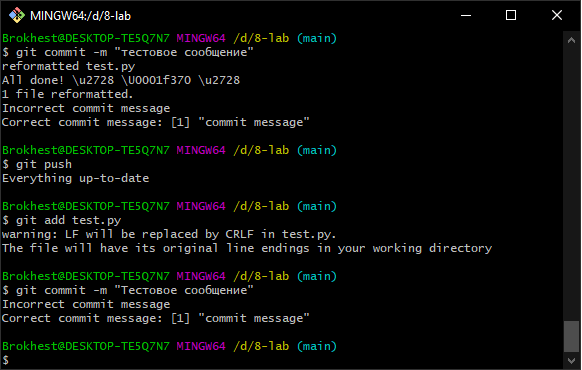 MINGW64:/d/8-lab
Brokhest@DESKTOP-TE5Q7N7 MINGW64 /d/8-lab (main)
$ git commit -m "Тестовое сообщение"
reformatted test.py
All done! \u2728 \U0001f370 \u2728
1 file reformatted.
Incorrect commit message
Correct commit message: [1] "commit message"
Brokhest@DESKTOP-TE5Q7N7 MINGW64 /d/8-lab (main)
$ git push
Everything up-to-date
Brokhest@DESKTOP-TE5Q7N7 MINGW64 /d/8-lab (main)
$ git add test.py
warning: LF will be replaced by CRLF in test.py.
The file will have its original line endings in your working directory
Brokhest@DESKTOP-TE5Q7N7 MINGW64 /d/8-lab (main)
$ git commit -m "Тестовое сообщение"
Incorrect commit message
Correct commit message: [1] "commit message"
Brokhest@DESKTOP-TE5Q7N7 MINGW64 /d/8-lab (main)
$